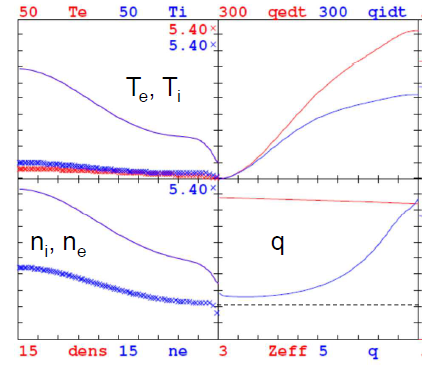 50 Te 50 Ti 300 qedt 300 qidt
5.40×
5.40×
Te, Ti
5.40×
ni, ne
q
15 dens 15 ne 3 Zeff 5 q